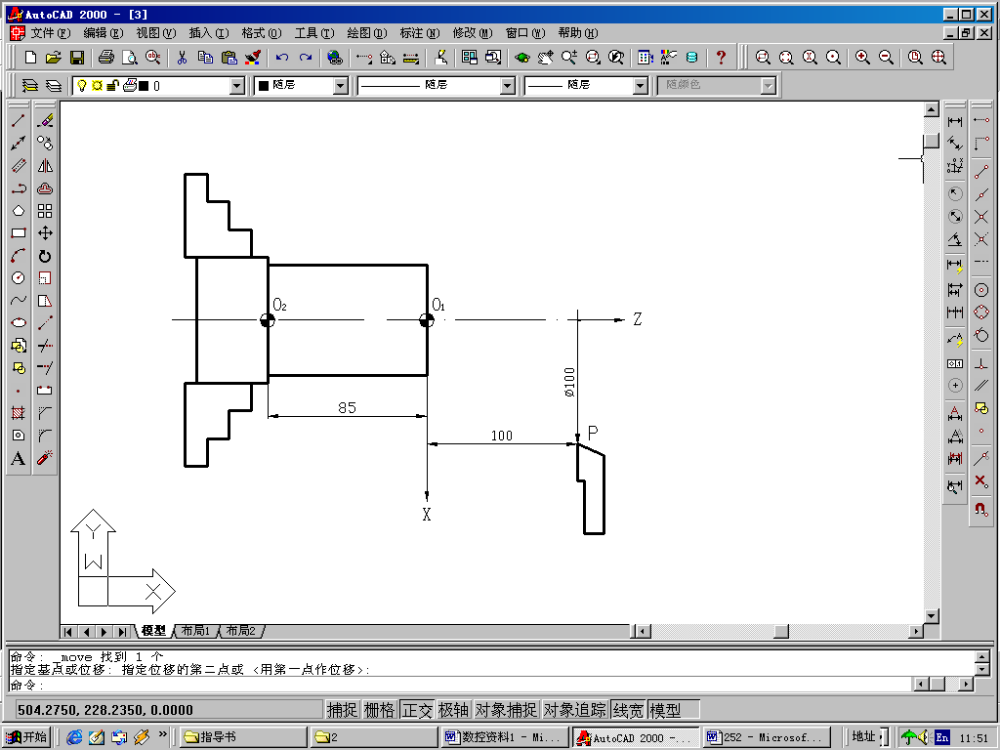 AutoCAD 2000 - [3]
文件(F) 编辑(E) 视图(V) 插入(I) 格式(O) 工具(T) 绘图(D) 标注(N) 修改(M) 窗口(W) 帮助(H)
0 随层 随层 随层 随颜色
O₂ O₁ Z
ø100
85
P
100
X
Y
W
X
模型 布局1 布局2
命令: _move 找到 1 个
指定基点或位移: 指定位移的第二点或 <用第一点作位移>:
命令:
504.2750, 228.2350, 0.0000 捕捉 栅格 正交 极轴 对象捕捉 对象追踪 线宽 模型
开始 » 指导书 2 数控资料1 - Mi... AutoCAD 2000 -... 252 - Microsof... 地址 En 11:51